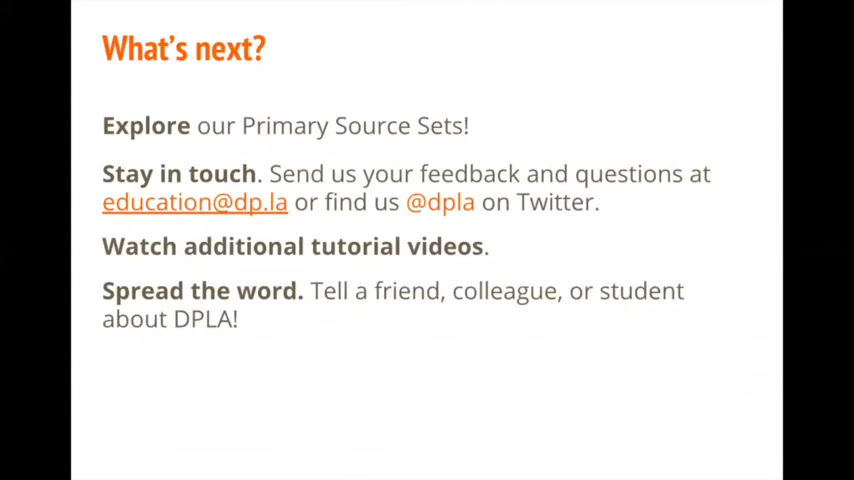 What's next?
Explore our Primary Source Sets!
Stay in touch. Send us your feedback and questions at
education@dp.la or find us @dpla on Twitter.
Watch additional tutorial videos.
Spread the word. Tell a friend, colleague, or student
about DPLA!